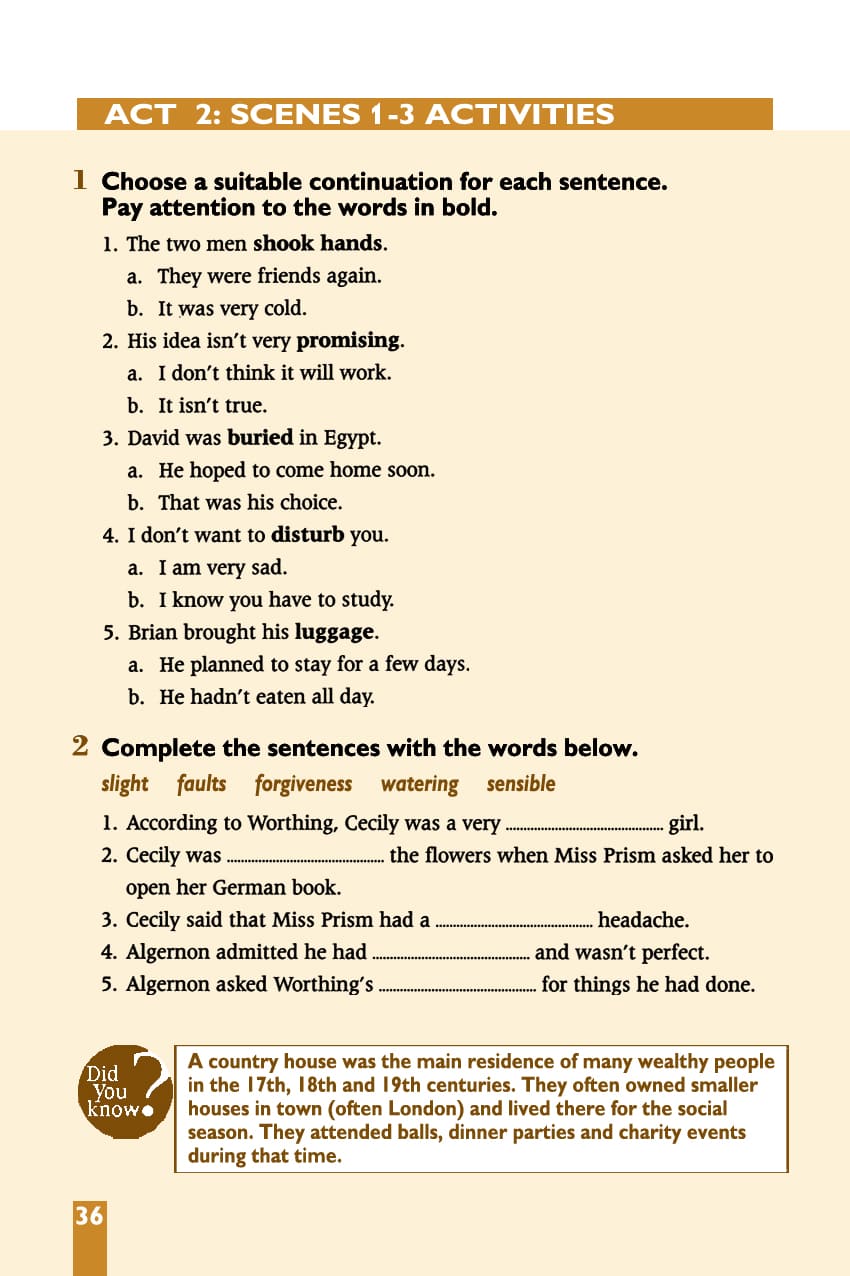 ACT 2: SCENES 1-3 ACTIVITIES
1 Choose a suitable continuation for each sentence.
Pay attention to the words in bold.
1. The two men shook hands.
a. They were friends again.
b. It was very cold.
2. His idea isn't very promising.
a. I don't think it will work.
b. It isn't true.
3. David was buried in Egypt.
a. He hoped to come home soon.
b. That was his choice.
4. I don't want to disturb you.
a. I am very sad.
b. I know you have to study.
5. Brian brought his luggage.
a. He planned to stay for a few days.
b. He hadn't eaten all day.
2 Complete the sentences with the words below.
slight faults forgiveness watering sensible
1. According to Worthing, Cecily was a very ............................................. girl.
2. Cecily was ............................................. the flowers when Miss Prism asked her to
open her German book.
3. Cecily said that Miss Prism had a ............................................. headache.
4. Algernon admitted he had ............................................. and wasn't perfect.
5. Algernon asked Worthing's ............................................. for things he had done.
Did
You
know?
A country house was the main residence of many wealthy people
in the 17th, 18th and 19th centuries. They often owned smaller
houses in town (often London) and lived there for the social
season. They attended balls, dinner parties and charity events
during that time.
36